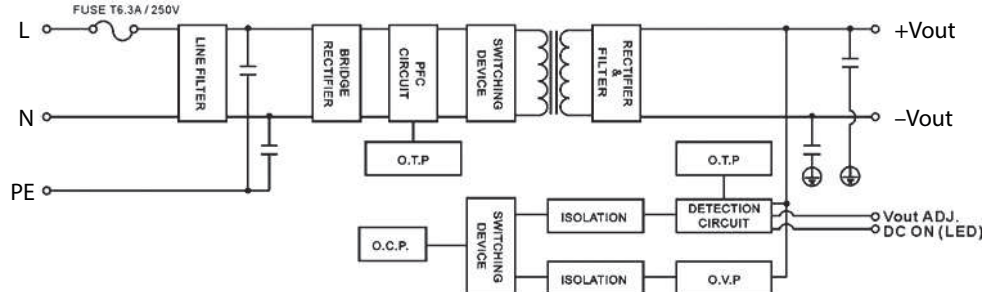 FUSE T6.3A / 250V
L
+Vout
LINE FILTER
BRIDGE
RECTIFIER
PFC
CIRCUIT
SWITCHING
DEVICE
RECTIFIER
&
FILTER
N
–Vout
O.T.P
O.T.P
PE
SWITCHING
DEVICE
ISOLATION
DETECTION
CIRCUIT
Vout ADJ.
DC ON (LED)
O.C.P.
ISOLATION
O.V.P